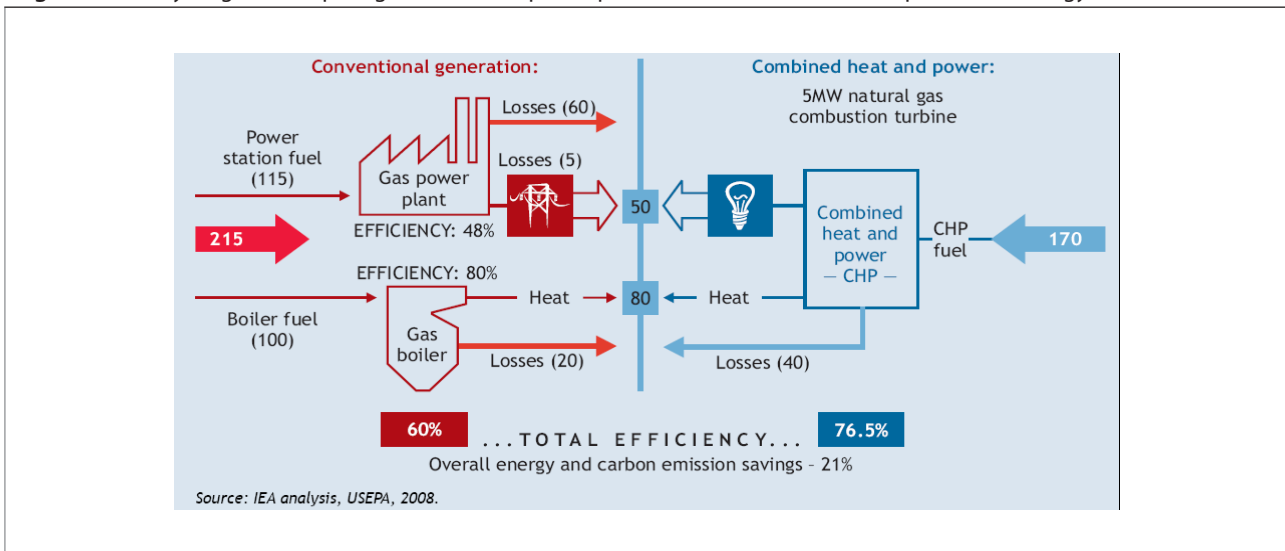 Conventional generation:
Combined heat and power:
5MW natural gas
combustion turbine
Losses (60)
Power
station fuel
(115)
Losses (5)
Gas power
plant
50
Combined
heat and
power
— CHP —
CHP
fuel
170
215
EFFICIENCY: 48%
EFFICIENCY: 80%
Heat
80
Heat
Boiler fuel
(100)
Gas
boiler
Losses (20)
Losses (40)
60%
...TOTAL EFFICIENCY...
76.5%
Overall energy and carbon emission savings – 21%
Source: IEA analysis, USEPA, 2008.